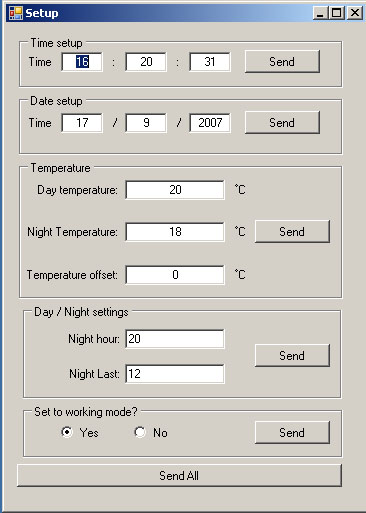 Setup
Time setup
Time 16 : 20 : 31 Send
Date setup
Time 17 / 9 / 2007 Send
Temperature
Day temperature: 20 °C
Night Temperature: 18 °C Send
Temperature offset: 0 °C
Day / Night settings
Night hour: 20
Send
Night Last: 12
Set to working mode?
Yes No Send
Send All